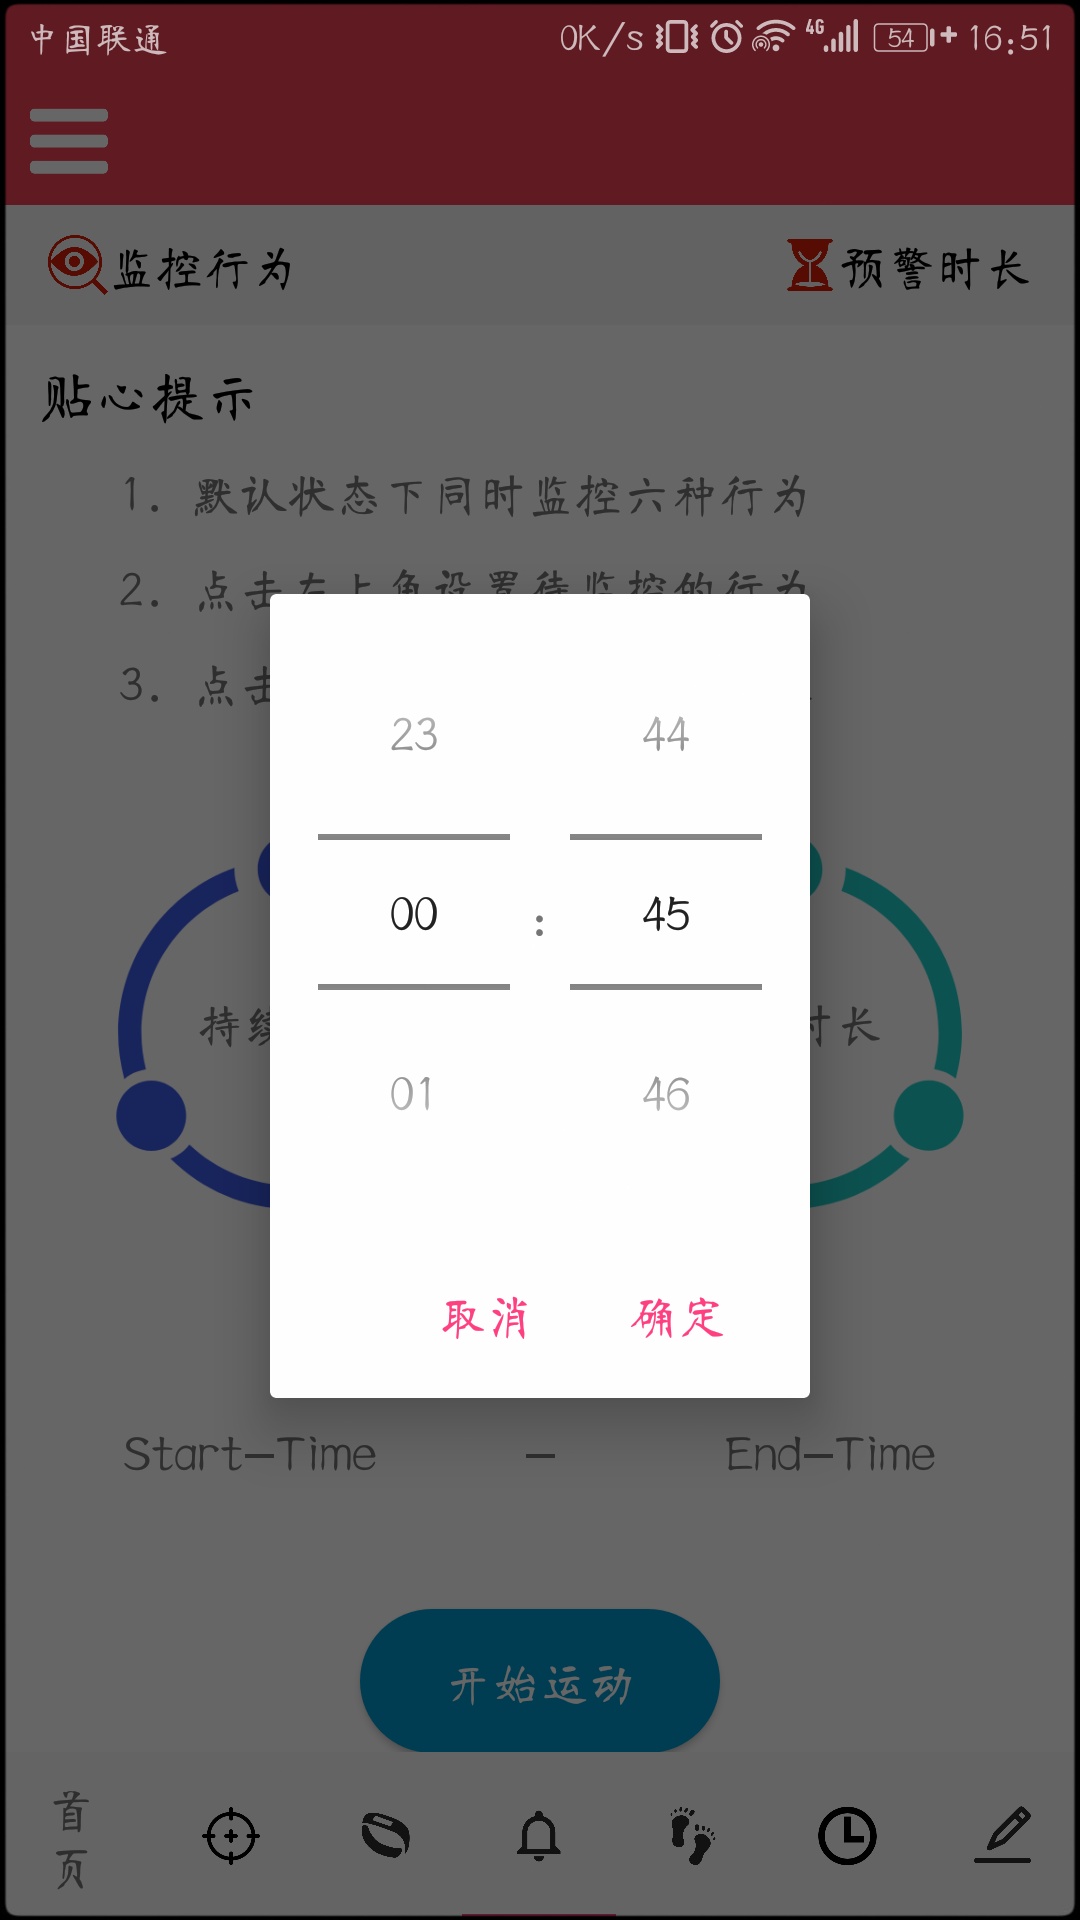 中国联通 0K/s 4G 54 16:51
监控行为 预警时长
贴心提示
1. 默认状态下同时监控六种行为
2. 点击左上角设置待监控的行为
3. 点击
23 44
00 : 45
持续 时长
01 46
取消 确定
Start-Time - End-Time
开始运动
首页